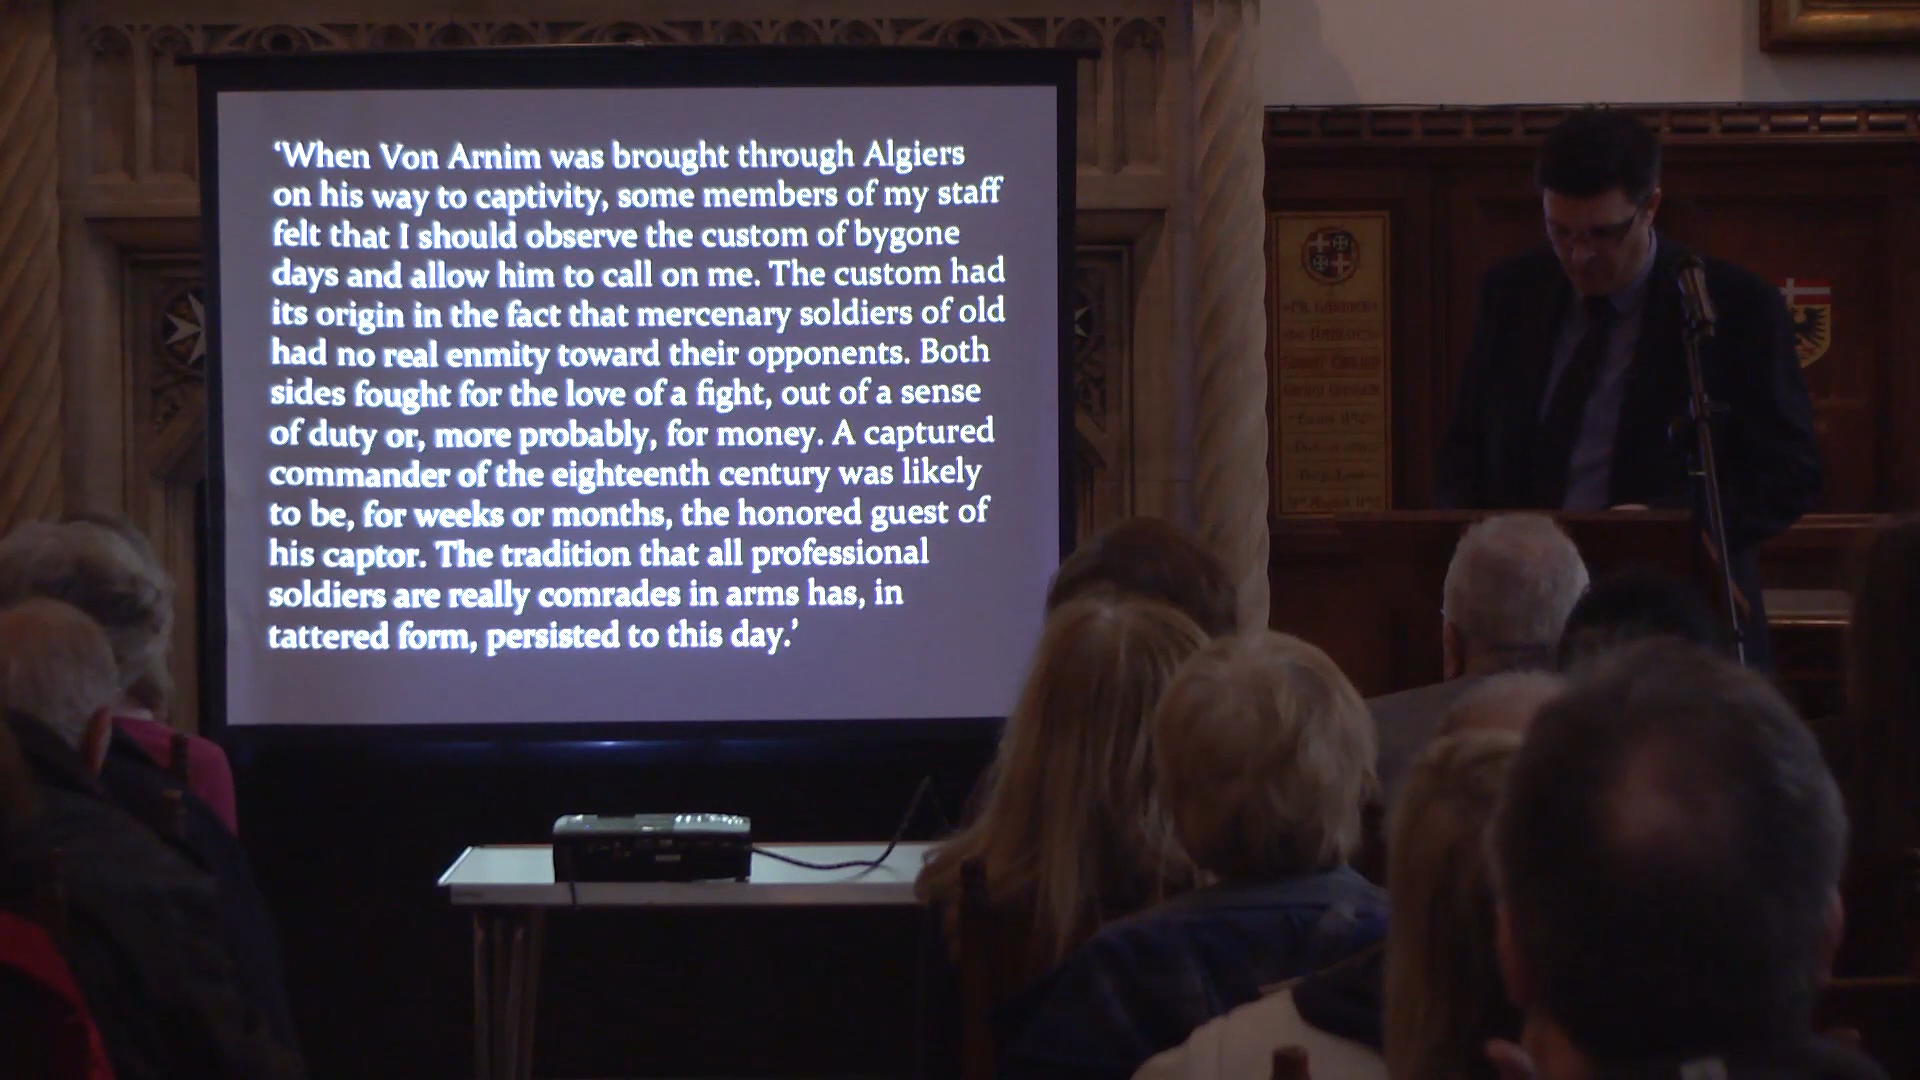 ‘When Von Arnim was brought through Algiers
on his way to captivity, some members of my staff
felt that I should observe the custom of bygone
days and allow him to call on me. The custom had
its origin in the fact that mercenary soldiers of old
had no real enmity toward their opponents. Both
sides fought for the love of a fight, out of a sense
of duty or, more probably, for money. A captured
commander of the eighteenth century was likely
to be, for weeks or months, the honored guest of
his captor. The tradition that all professional
soldiers are really comrades in arms has, in
tattered form, persisted to this day.’